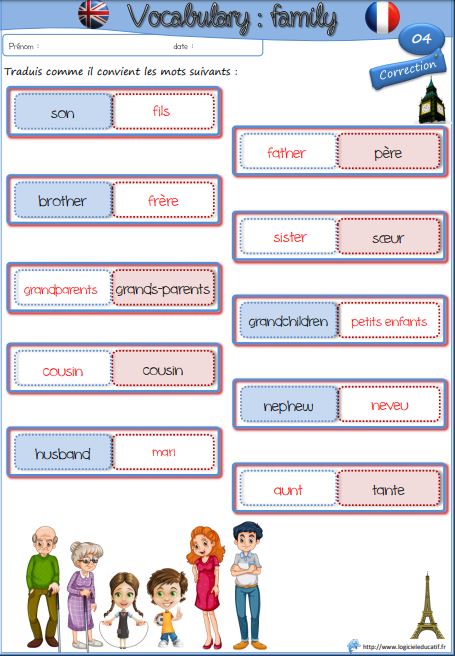 Vocabulary : family
Prénom : date :
04
Correction
Traduis comme il convient les mots suivants :
son fils
father père
brother frère
sister sœur
grandparents grands-parents
grandchildren petits enfants
cousin cousin
nephew neveu
husband mari
aunt tante
http://www.logicieleducatif.fr